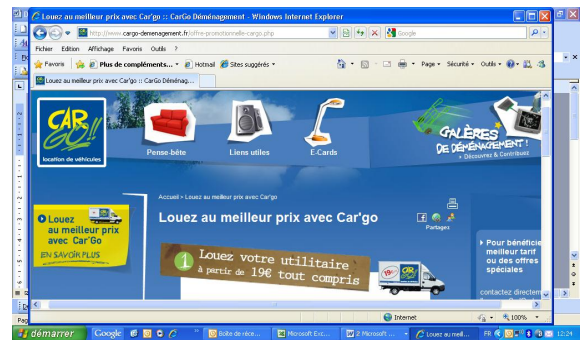 Louez au meilleur prix avec Car'go :: CarGo Déménagement - Windows Internet Explorer
http://www.cargo-demenagement.fr/offre-promotionnelle-cargo.php
Google
Fichier Edition Affichage Favoris Outils ?
Favoris Plus de compléments... Hotmail Sites suggérés
Page Sécurité Outils
Louez au meilleur prix avec Car'go :: CarGo Déménag...
CAR GO!!
location de véhicules
Pense-bête
Liens utiles
E-Cards
GALÈRES
DE DÉMÉNAGEMENT !
+ Découvrez & Contribuez
Accueil > Louez au meilleur prix avec Car'go
Louez au meilleur prix avec Car'go
Partagez
Louez
au meilleur prix
avec Car'Go
EN SAVOIR PLUS
1 Louez votre utilitaire
à partir de 19€ tout compris
19€
Pour bénéficie
meilleur tarif
ou des offres
spéciales
contactez directem
Internet
100%
Pag
démarrer
Google
Boîte de réce...
Microsoft Exc...
2 Microsoft ...
Louez au meill...
FR
12:24